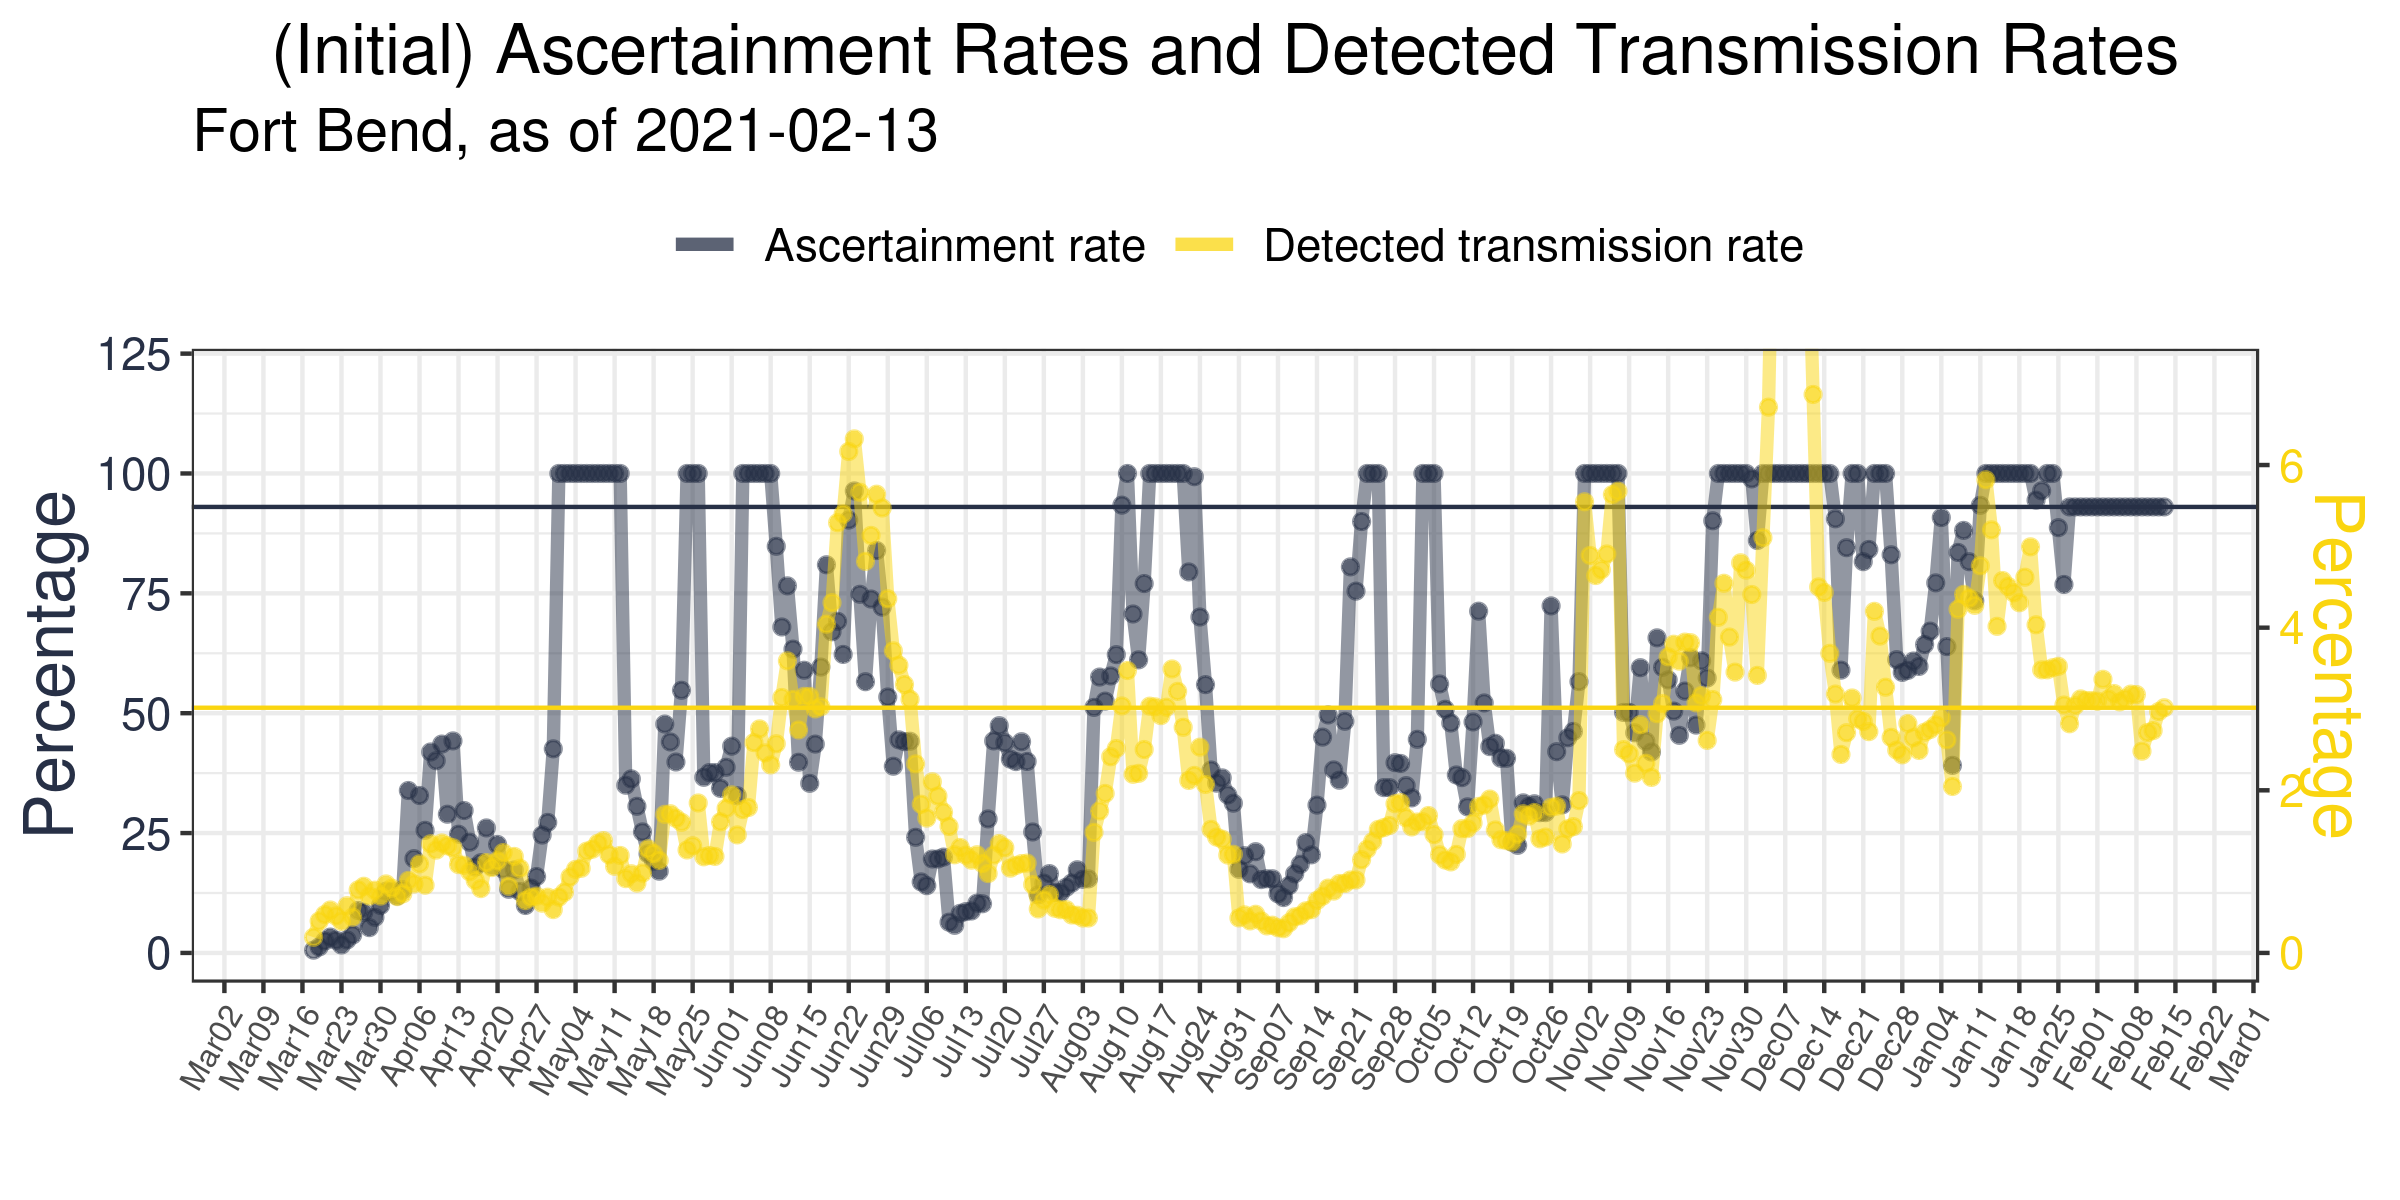 (Initial) Ascertainment Rates and Detected Transmission Rates
Fort Bend, as of 2021-02-13
Ascertainment rate Detected transmission rate
125
100
75
50
25
0
Percentage
6
4
2
0
Percentage
Mar02 Mar09 Mar16 Mar23 Mar30 Apr06 Apr13 Apr20 Apr27 May04 May11 May18 May25 Jun01 Jun08 Jun15 Jun22 Jun29 Jul06 Jul13 Jul20 Jul27 Aug03 Aug10 Aug17 Aug24 Aug31 Sep07 Sep14 Sep21 Sep28 Oct05 Oct12 Oct19 Oct26 Nov02 Nov09 Nov16 Nov23 Nov30 Dec07 Dec14 Dec21 Dec28 Jan04 Jan11 Jan18 Jan25 Feb01 Feb08 Feb15 Feb22 Mar01